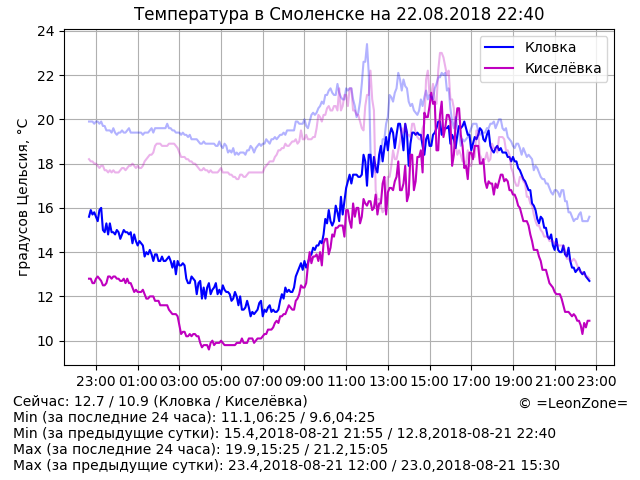 Температура в Смоленске на 22.08.2018 22:40
24
22
20
18
16
14
12
10
градусов Цельсия, °C
Кловка
Киселёвка
23:00 01:00 03:00 05:00 07:00 09:00 11:00 13:00 15:00 17:00 19:00 21:00 23:00
Сейчас: 12.7 / 10.9 (Кловка / Киселёвка)
© =LeonZone=
Min (за последние 24 часа): 11.1,06:25 / 9.6,04:25
Min (за предыдущие сутки): 15.4,2018-08-21 21:55 / 12.8,2018-08-21 22:40
Max (за последние 24 часа): 19.9,15:25 / 21.2,15:05
Max (за предыдущие сутки): 23.4,2018-08-21 12:00 / 23.0,2018-08-21 15:30